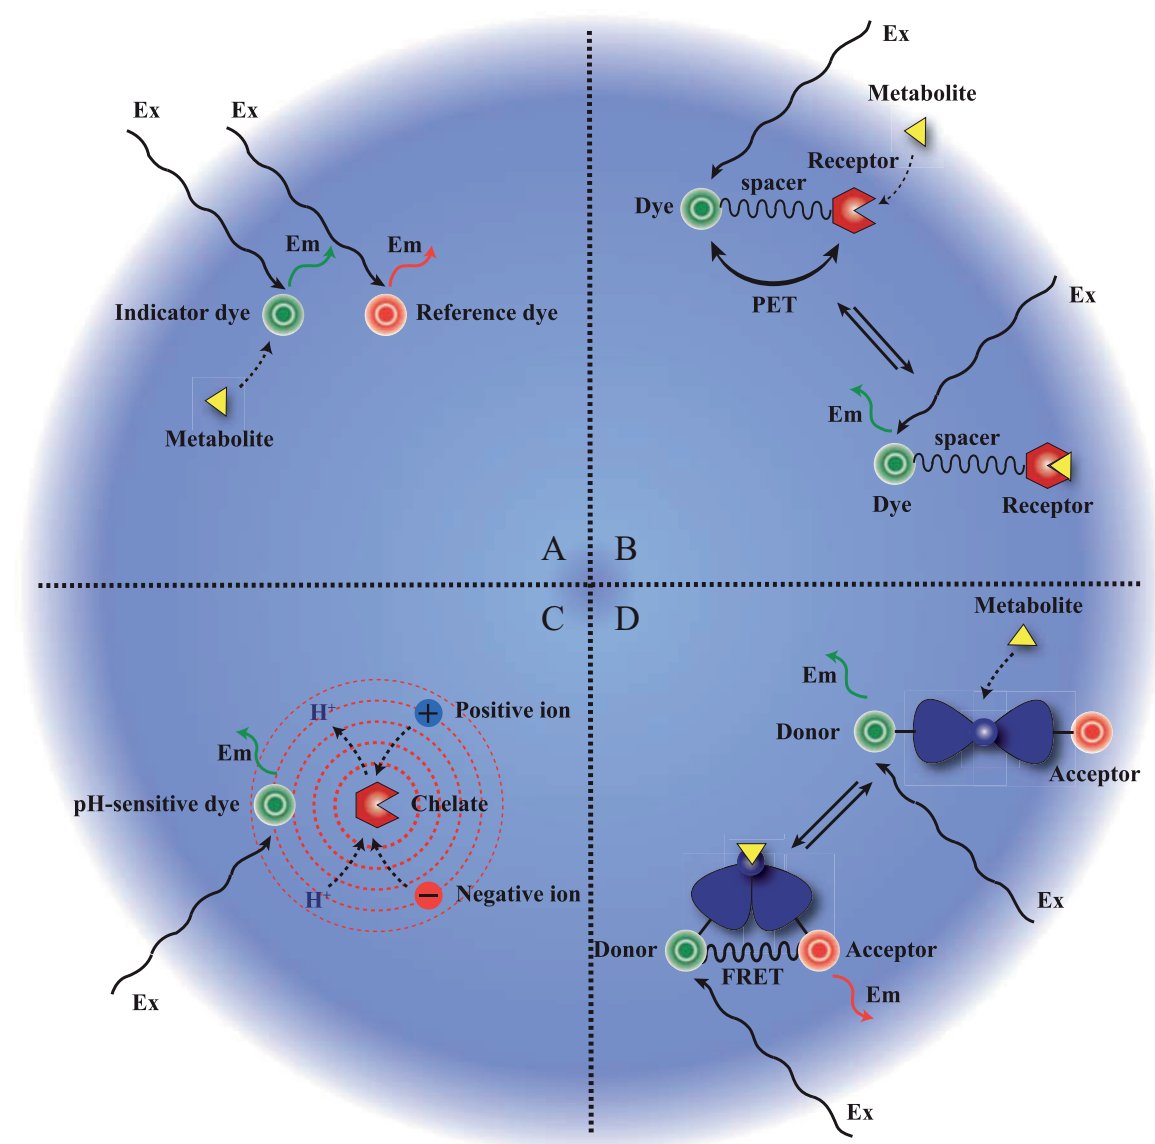 Ex
Ex
Em
Em
Indicator dye
Reference dye
Metabolite
A
Ex
Metabolite
Receptor
spacer
Dye
PET
Ex
Em
spacer
Dye
Receptor
B
C
H+
Positive ion
Em
pH-sensitive dye
Chelate
H+
Negative ion
Ex
D
Metabolite
Em
Donor
Acceptor
Ex
Donor
Acceptor
FRET
Em
Ex